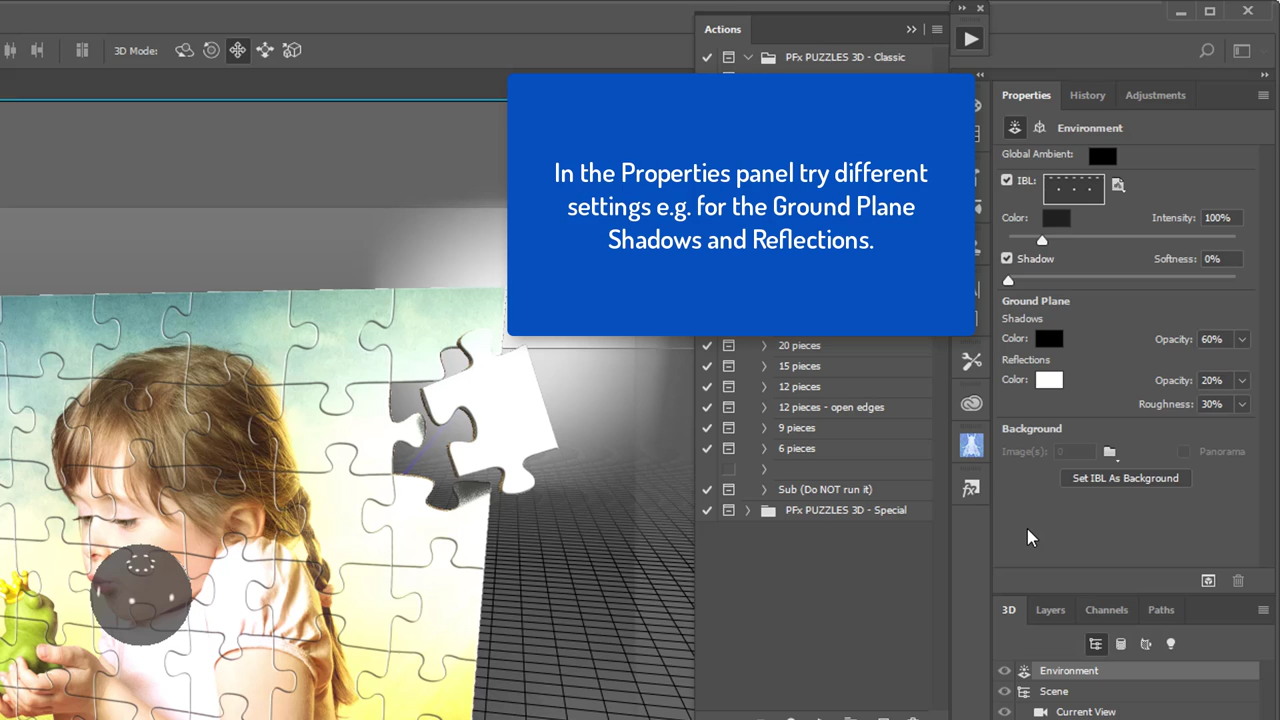 3D Mode:
Actions
PFx PUZZLES 3D - Classic
In the Properties panel try different
settings e.g. for the Ground Plane
Shadows and Reflections.
20 pieces
15 pieces
12 pieces
12 pieces - open edges
9 pieces
6 pieces
Sub (Do NOT run it)
PFx PUZZLES 3D - Special
Properties History Adjustments
Environment
Global Ambient:
IBL:
Color: Intensity: 100%
Shadow Softness: 0%
Ground Plane
Shadows
Color: Opacity: 60%
Reflections
Color: Opacity: 20%
Roughness: 30%
Background
Image(s): 0 Panorama
Set IBL As Background
3D Layers Channels Paths
Environment
Scene
Current View